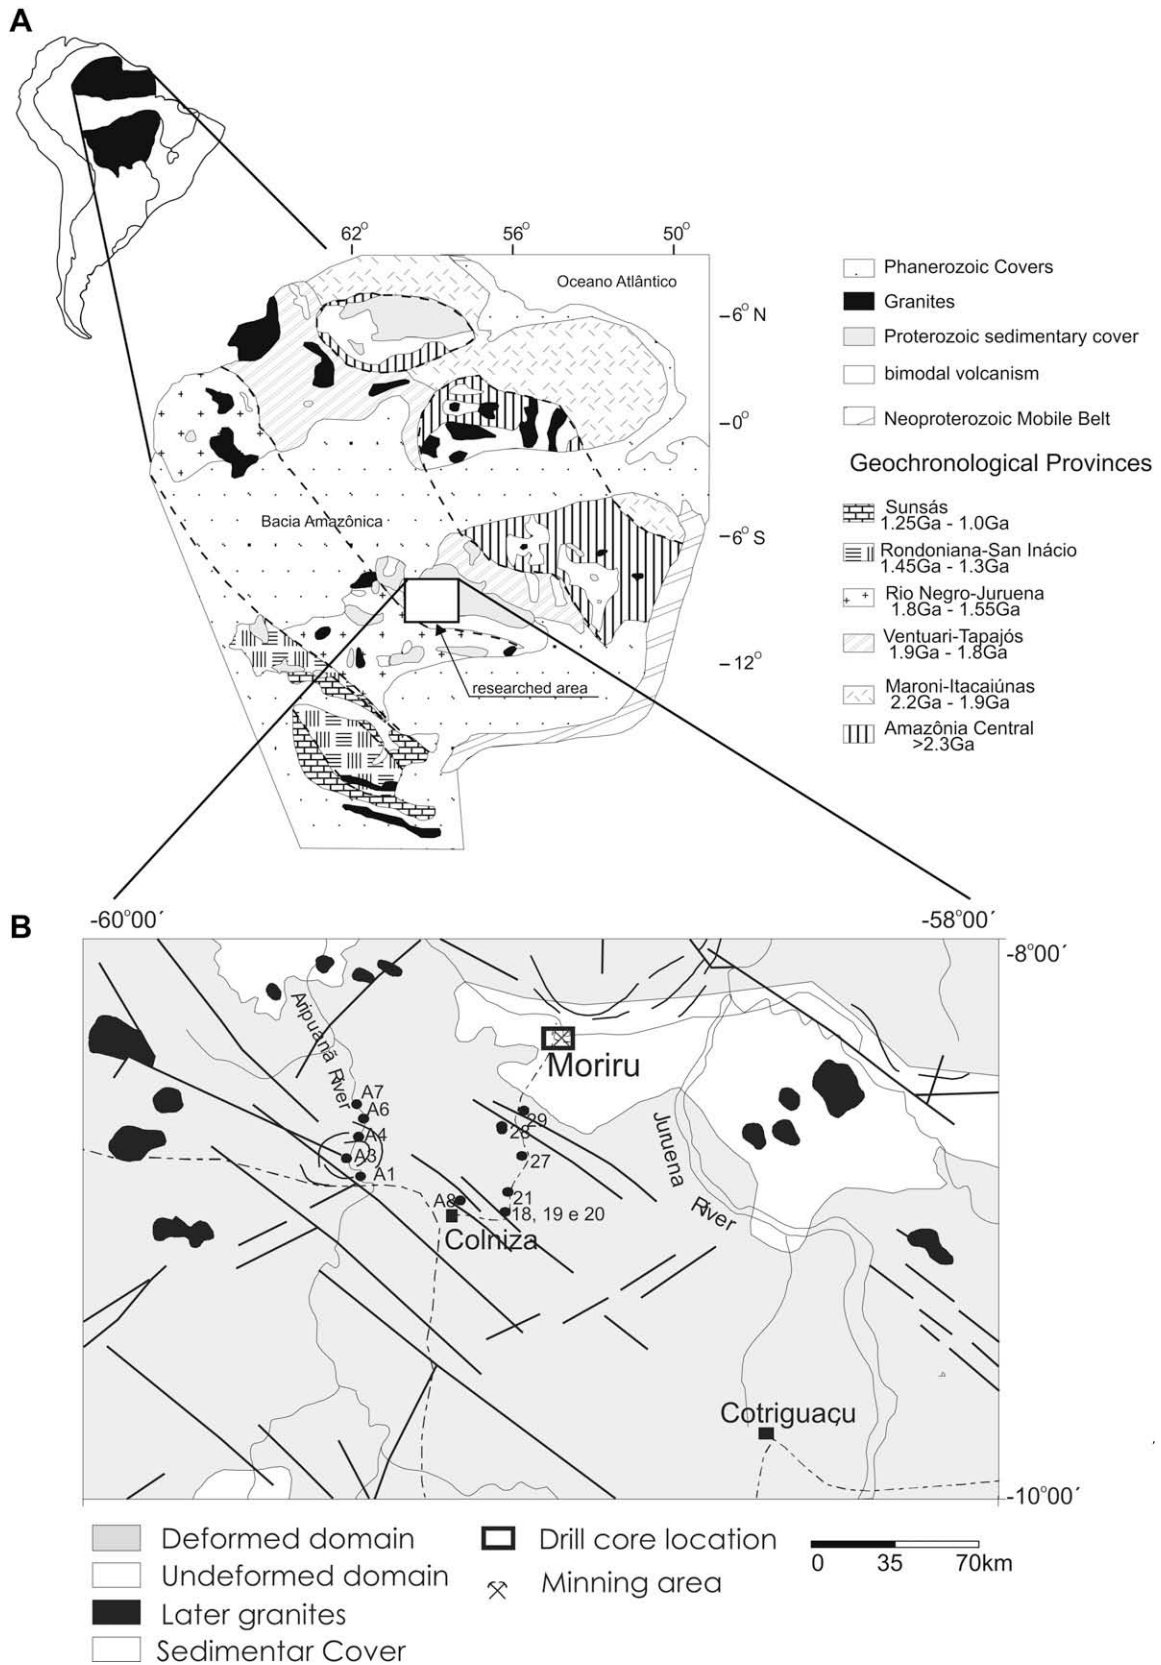 A
62°
56°
50°
Oceano Atlântico
–6° N
–0°
Bacia Amazônica
–6° S
–12°
researched area
Phanerozoic Covers
Granites
Proterozoic sedimentary cover
bimodal volcanism
Neoproterozoic Mobile Belt
Geochronological Provinces
Sunsás
1.25Ga - 1.0Ga
Rondoniana-San Inácio
1.45Ga - 1.3Ga
Rio Negro-Juruena
1.8Ga - 1.55Ga
Ventuari-Tapajós
1.9Ga - 1.8Ga
Maroni-Itacaiúnas
2.2Ga - 1.9Ga
Amazônia Central
>2.3Ga
B
-60°00´
-58°00´
-8°00´
Aripuanã River
Moriru
A7
A6
A4
A3
A1
29
28
27
21
18, 19 e 20
A8
Colniza
Juruena River
Cotriguaçu
-10°00´
Deformed domain
Undeformed domain
Later granites
Sedimentar Cover
Drill core location
Minning area
0 35 70km